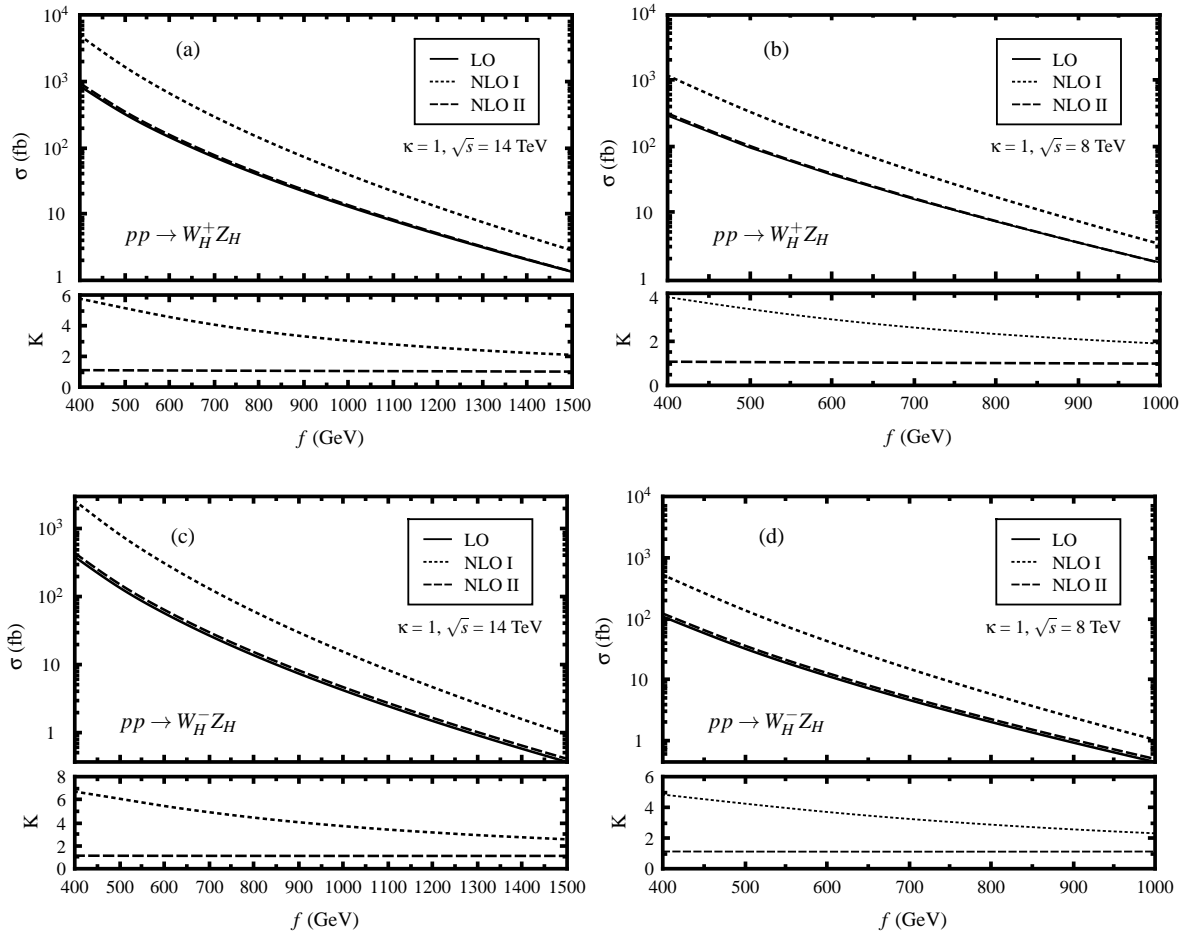 10⁴
10³
10²
10
1
σ (fb)
(a)
LO
NLO I
NLO II
κ = 1, √s = 14 TeV
pp → W_H^+ Z_H
6
4
2
0
K
400 500 600 700 800 900 1000 1100 1200 1300 1400 1500
f (GeV)
10⁴
10³
10²
10
1
σ (fb)
(b)
LO
NLO I
NLO II
κ = 1, √s = 8 TeV
pp → W_H^+ Z_H
4
2
0
K
400 500 600 700 800 900 1000
f (GeV)
10³
10²
10
1
σ (fb)
(c)
LO
NLO I
NLO II
κ = 1, √s = 14 TeV
pp → W_H^- Z_H
8
6
4
2
0
K
400 500 600 700 800 900 1000 1100 1200 1300 1400 1500
f (GeV)
10⁴
10³
10²
10
1
σ (fb)
(d)
LO
NLO I
NLO II
κ = 1, √s = 8 TeV
pp → W_H^- Z_H
6
4
2
0
K
400 500 600 700 800 900 1000
f (GeV)